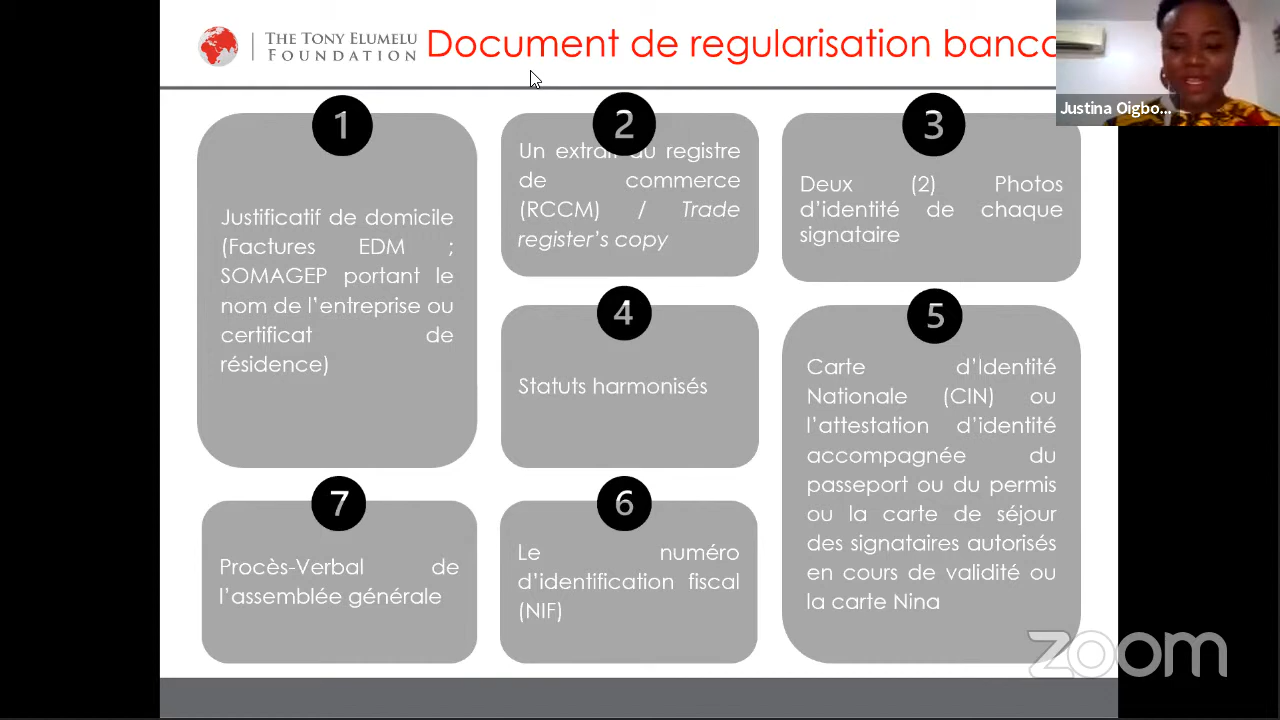 THE TONY ELUMELU
FOUNDATION
Document de regularisation banca
Justina Oigbo...
1
Justificatif de domicile
(Factures EDM ;
SOMAGEP portant le
nom de l'entreprise ou
certificat de
résidence)
2
Un extrait du registre
de commerce
(RCCM) / Trade
register's copy
3
Deux (2) Photos
d'identité de chaque
signataire
4
Statuts harmonisés
5
Carte d'Identité
Nationale (CIN) ou
l'attestation d'identité
accompagnée du
passeport ou du permis
ou la carte de séjour
des signataires autorisés
en cours de validité ou
la carte Nina
7
Procès-Verbal de
l'assemblée générale
6
Le numéro
d'identification fiscal
(NIF)
zoom